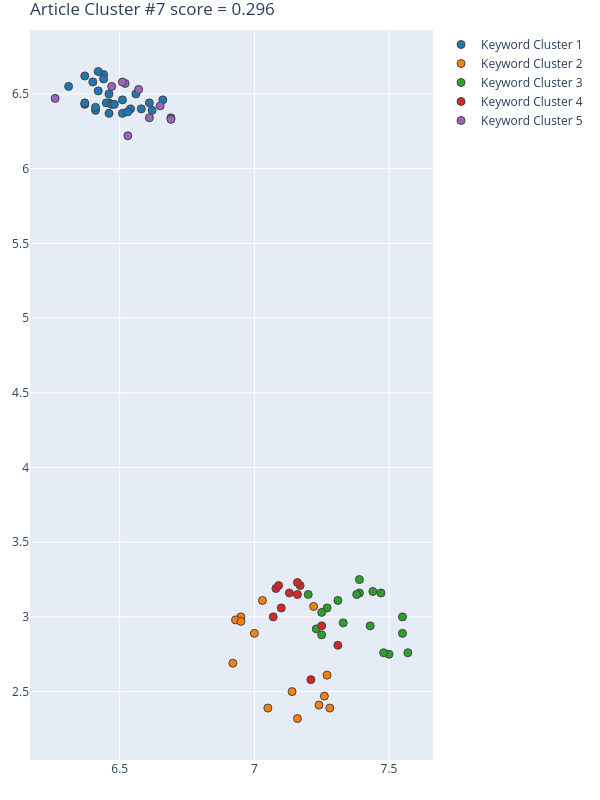 Article Cluster #7 score = 0.296
Keyword Cluster 1
Keyword Cluster 2
Keyword Cluster 3
Keyword Cluster 4
Keyword Cluster 5
6.5
6
5.5
5
4.5
4
3.5
3
2.5
6.5 7 7.5